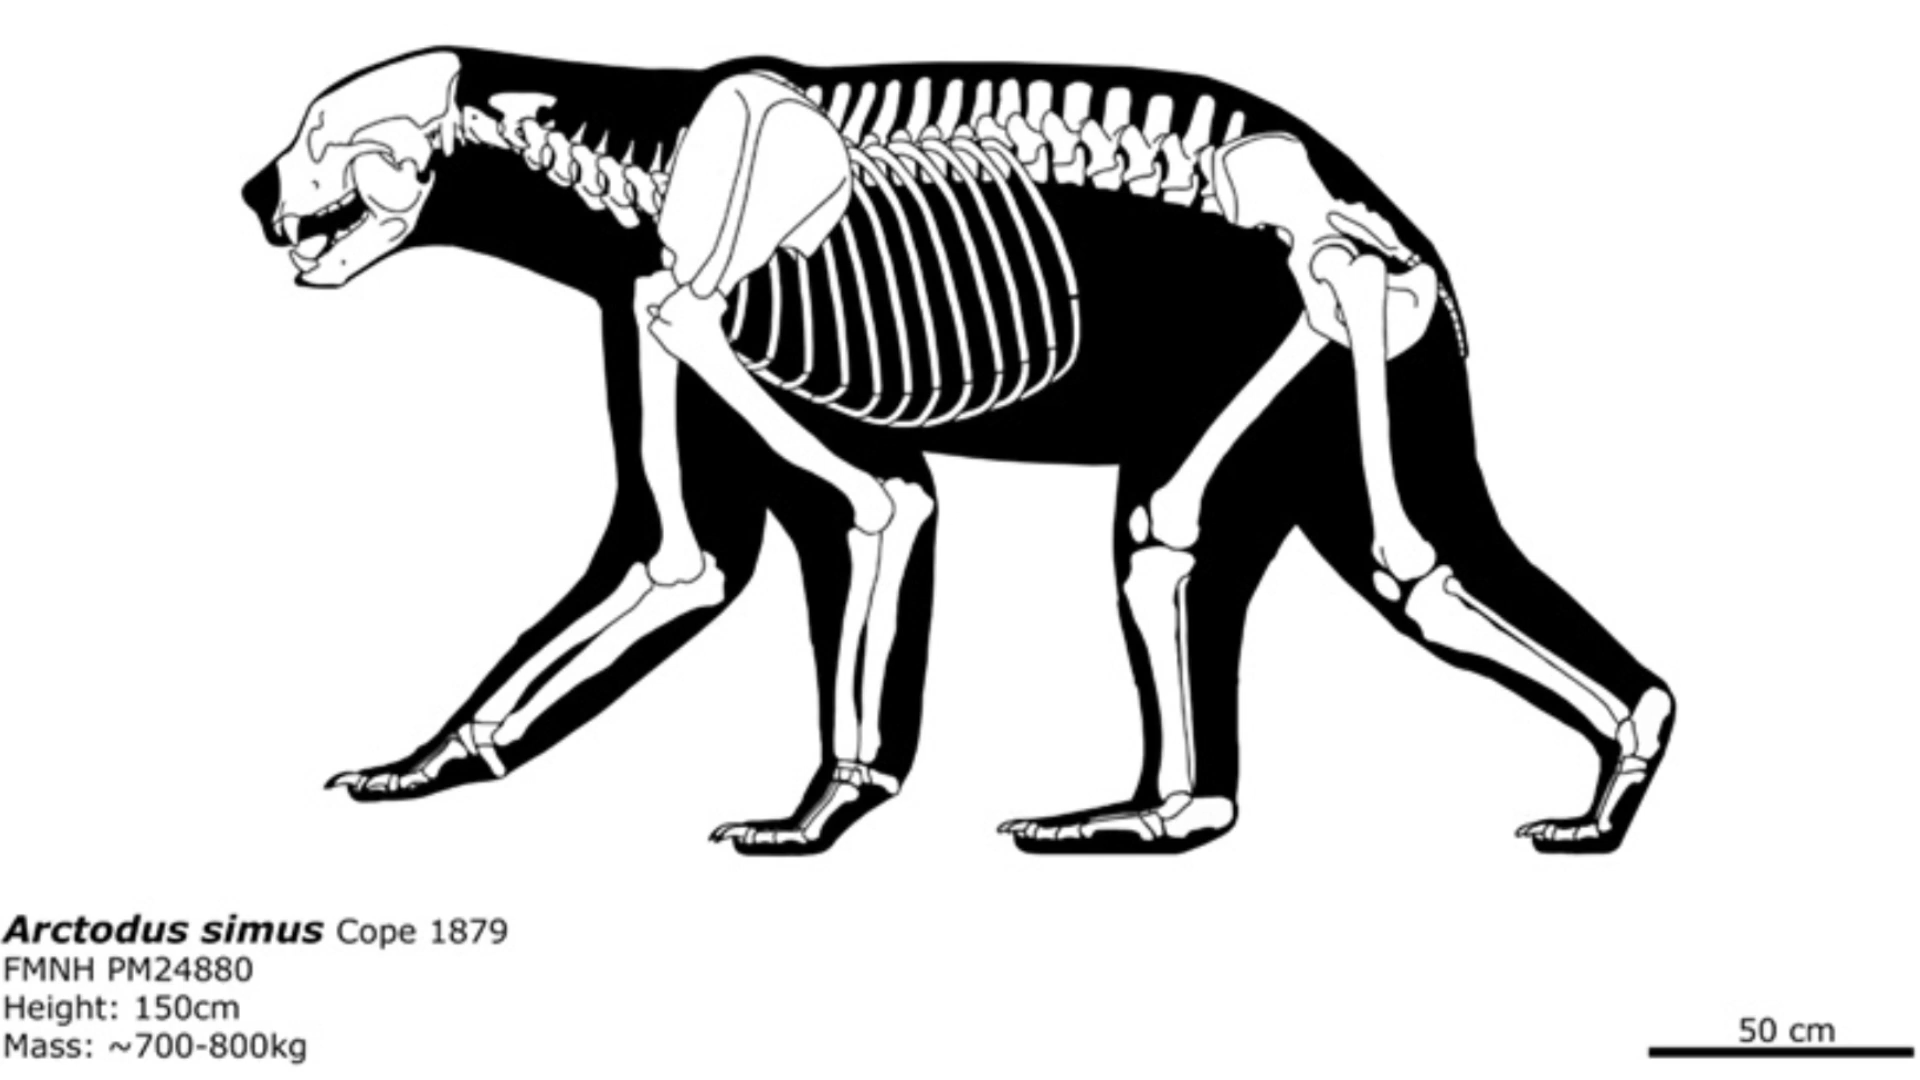 Arctodus simus Cope 1879
FMNH PM24880
Height: 150cm
Mass: ~700-800kg
50 cm